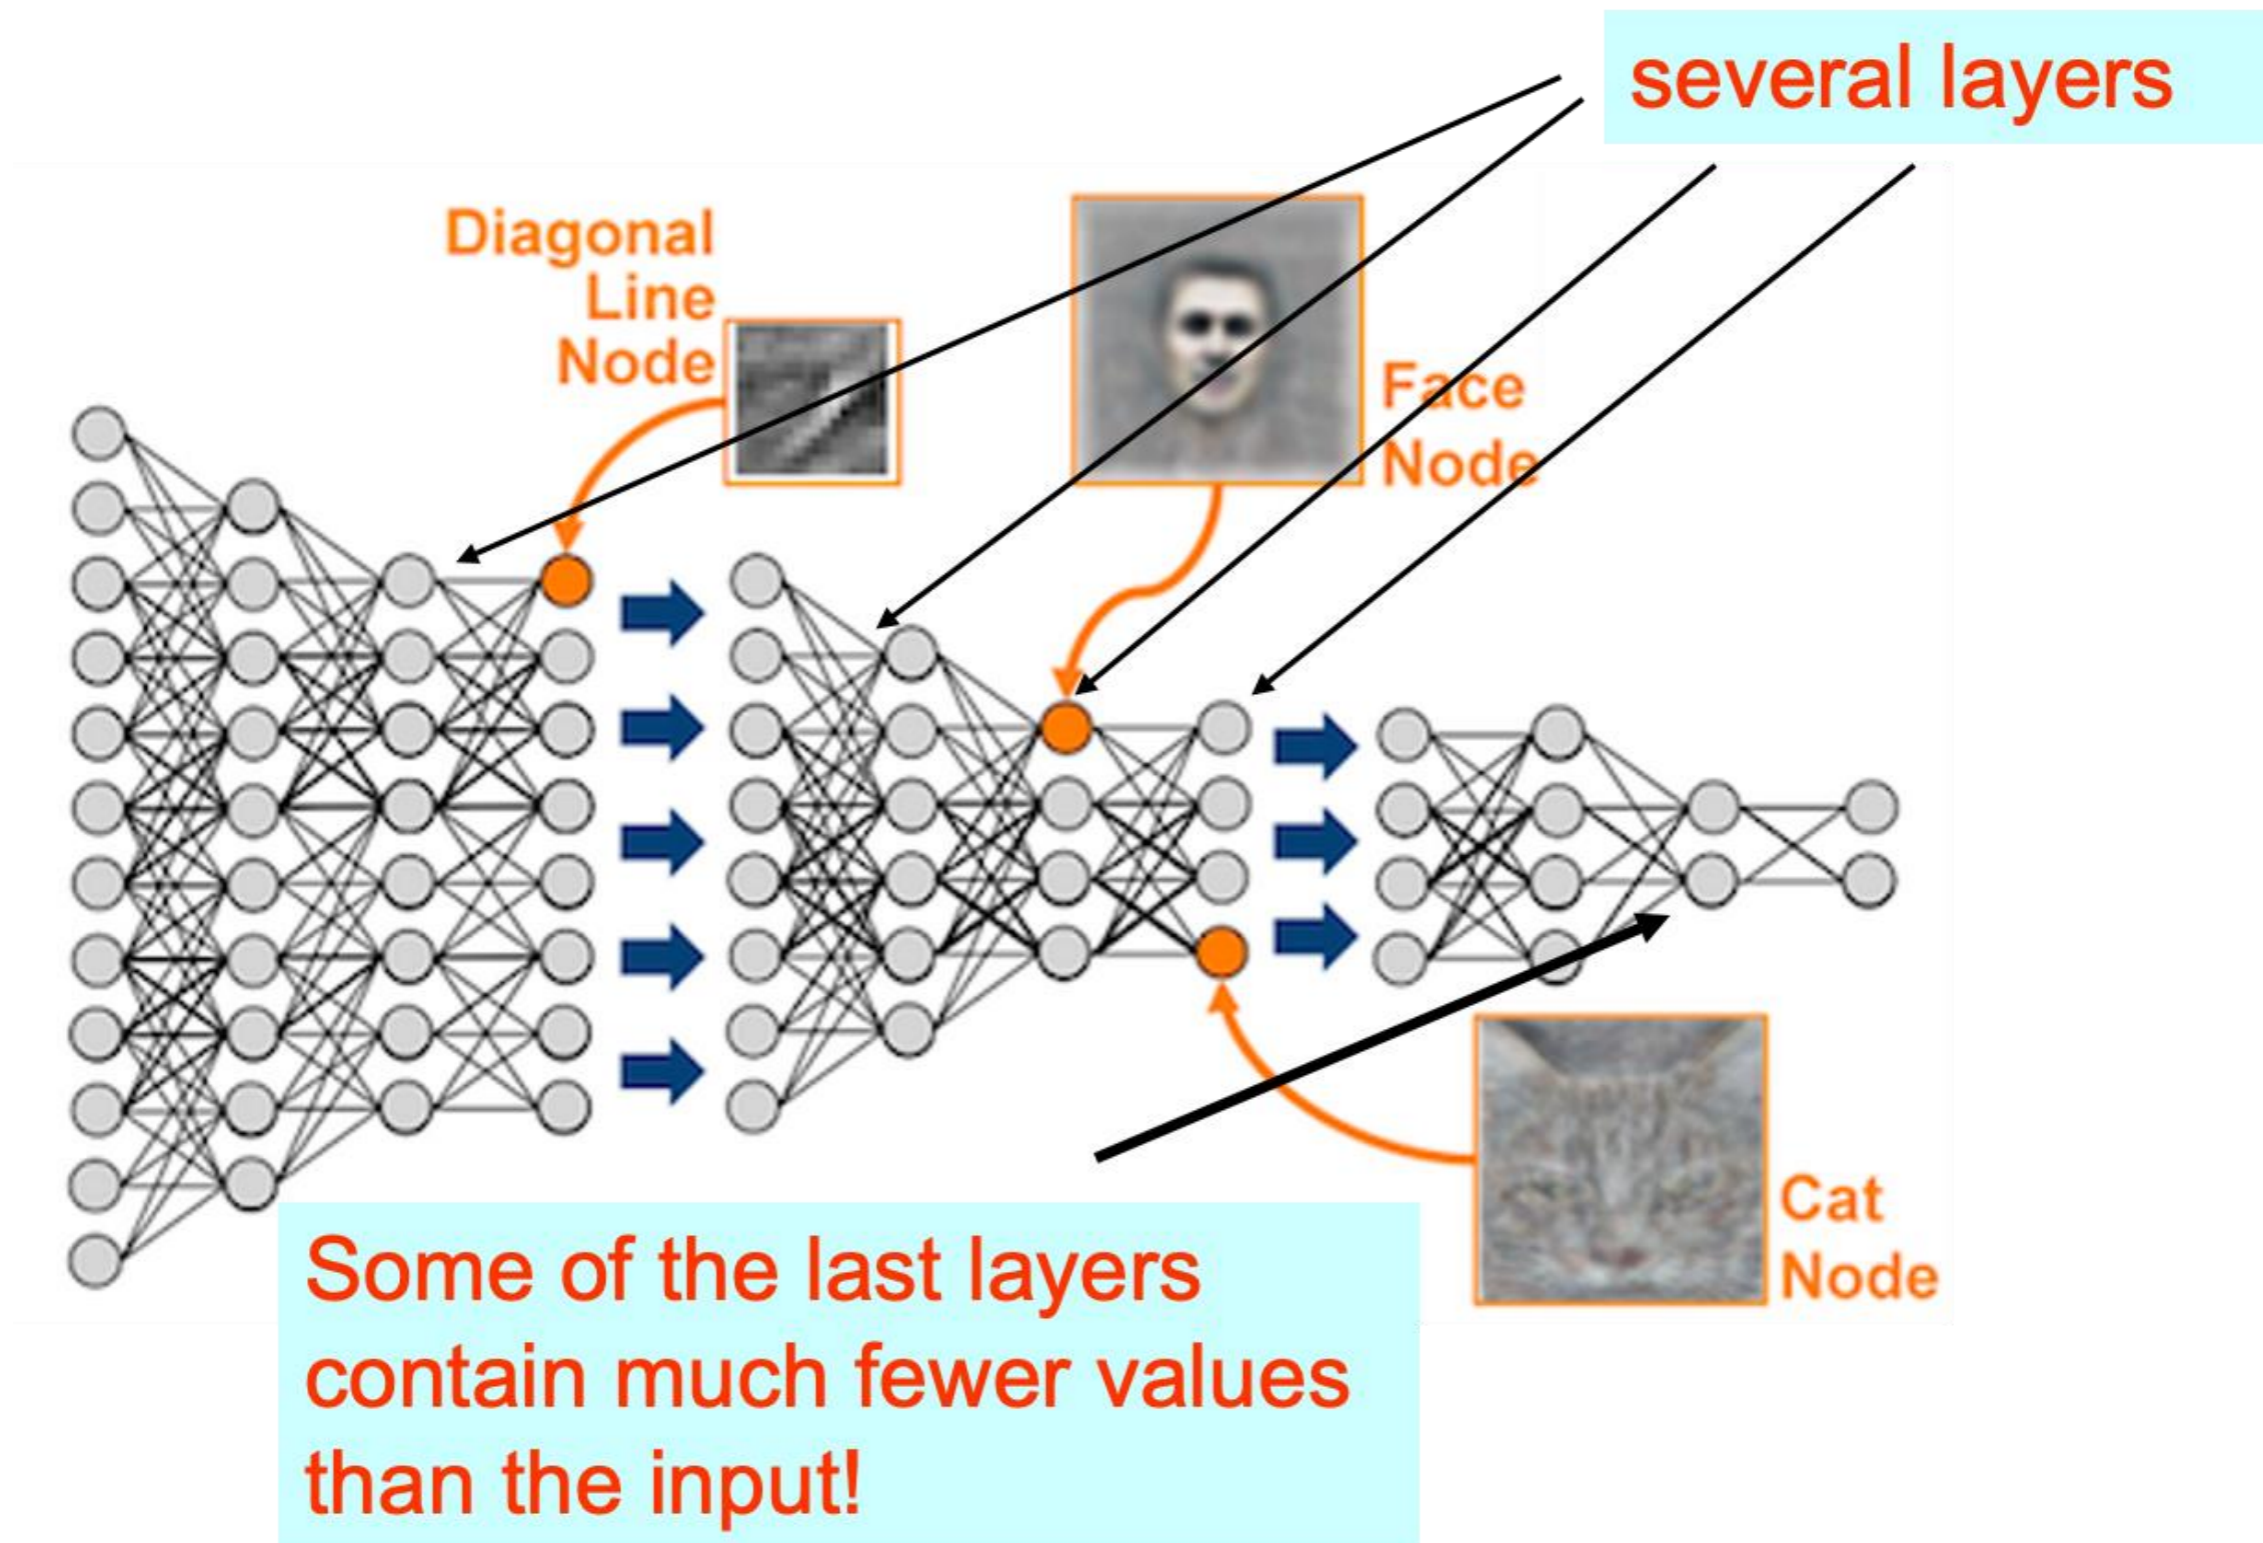 several layers
Diagonal
Line
Node
Face
Node
Cat
Node
Some of the last layers
contain much fewer values
than the input!